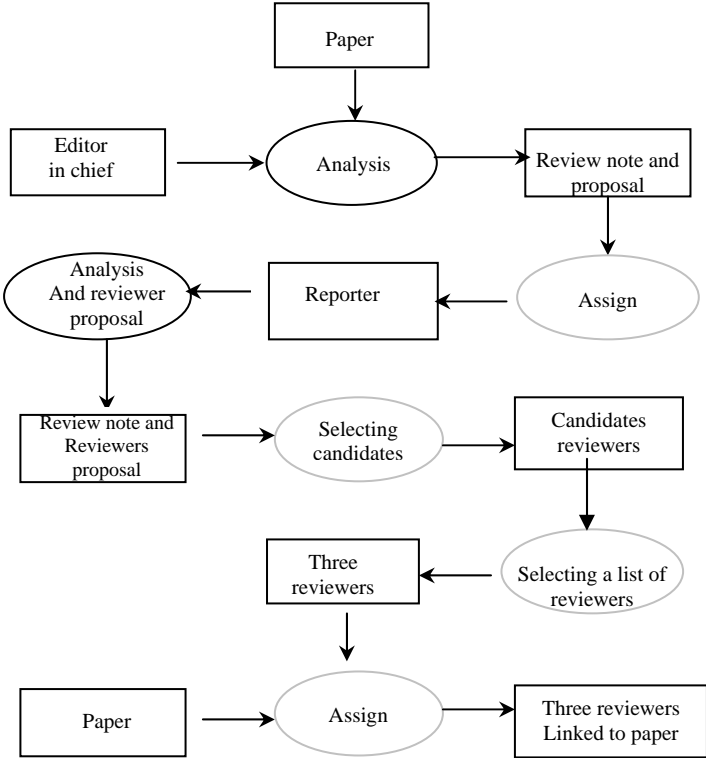 Paper
Editor
in chief
Analysis
Review note and
proposal
Analysis
And reviewer
proposal
Reporter
Assign
Review note and
Reviewers
proposal
Selecting
candidates
Candidates
reviewers
Three
reviewers
Selecting a list of
reviewers
Paper
Assign
Three reviewers
Linked to paper